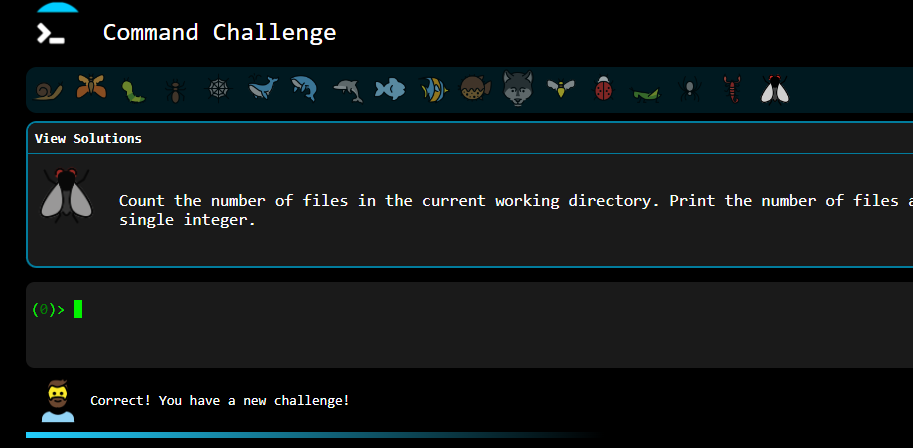 Command Challenge
View Solutions
Count the number of files in the current working directory. Print the number of files
single integer.
(0)>
Correct! You have a new challenge!